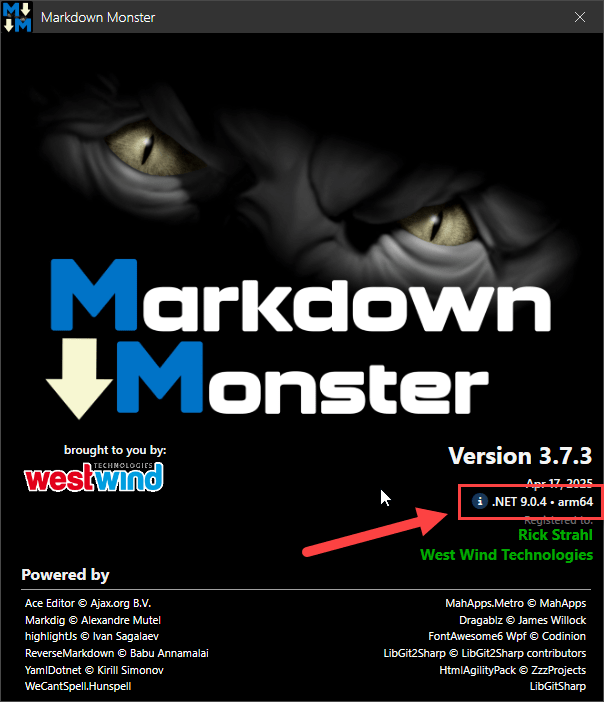 Markdown Monster
Markdown
Monster
brought to you by:
TECHNOLOGIES
westwind
Version 3.7.3
Apr 17, 2025
.NET 9.0.4 • arm64
Registered to:
Rick Strahl
West Wind Technologies
Powered by
Ace Editor © Ajax.org B.V.
Markdig © Alexandre Mutel
highlightJs © Ivan Sagalaev
ReverseMarkdown © Babu Annamalai
YamlDotnet © Kirill Simonov
WeCantSpell.Hunspell
MahApps.Metro © MahApps
Dragablz © James Willock
FontAwesome6 Wpf © Codinion
LibGit2Sharp © LibGit2Sharp contributors
HtmlAgilityPack © ZzzProjects
LibGitSharp